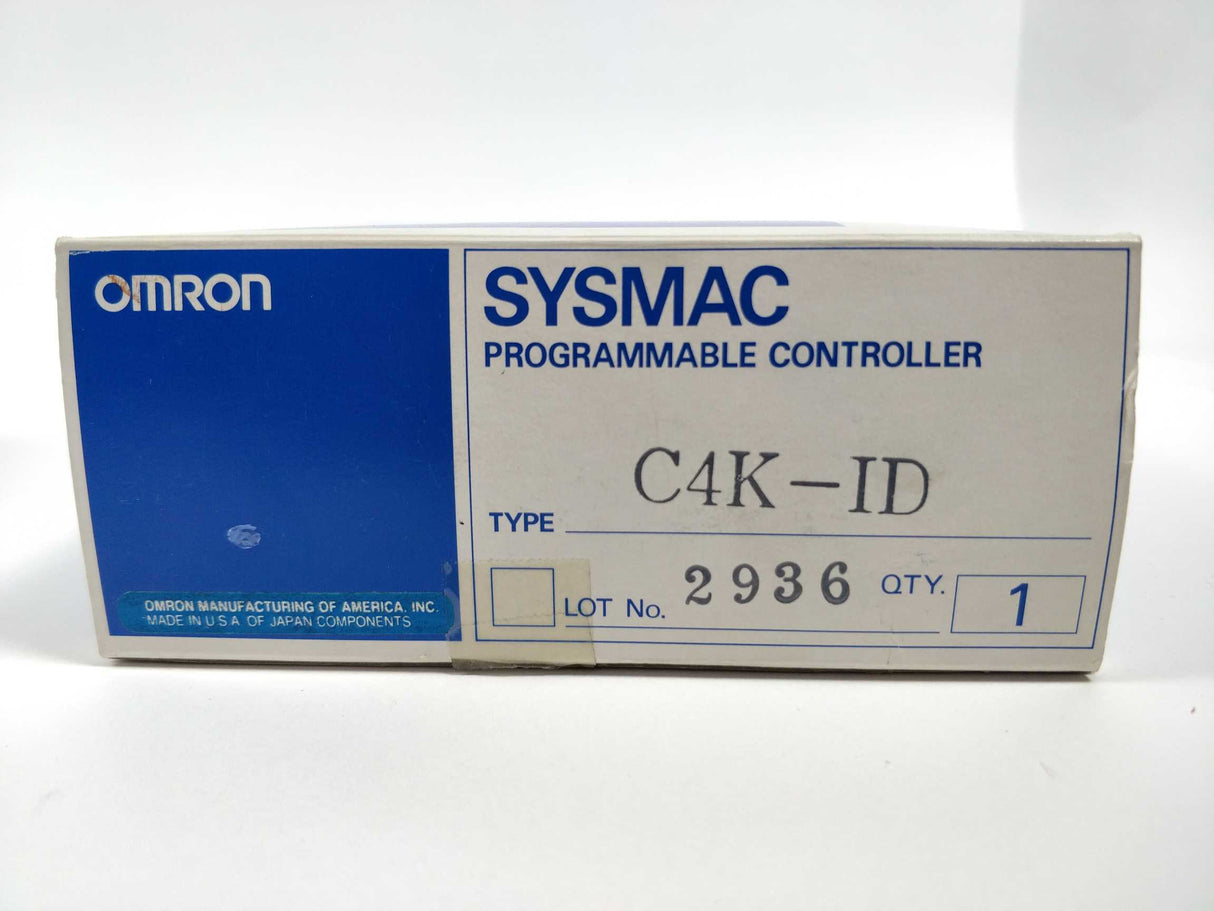 OMRON
SYSMAC
PROGRAMMABLE CONTROLLER
TYPE C4K-ID
LOT No. 2936 QTY. 1
OMRON MANUFACTURING OF AMERICA, INC.
MADE IN U.S.A. OF JAPAN COMPONENTS